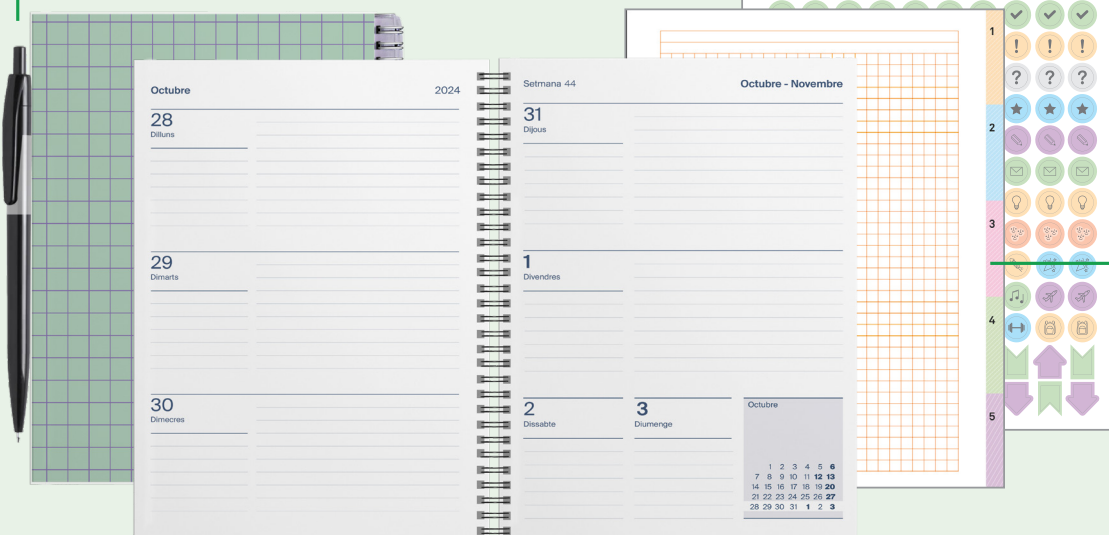 Octubre 2024
28
Dilluns
29
Dimarts
30
Dimecres
Setmana 44 Octubre - Novembre
31
Dijous
1
Divendres
2
Dissabte
3
Diumenge
Octubre
1 2 3 4 5 6
7 8 9 10 11 12 13
14 15 16 17 18 19 20
21 22 23 24 25 26 27
28 29 30 31 1 2 3
1
2
3
4
5
! !
? ? ?